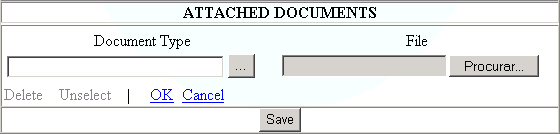 ATTACHED DOCUMENTS
Document Type File
... Procurar...
Delete Unselect | OK Cancel
Save